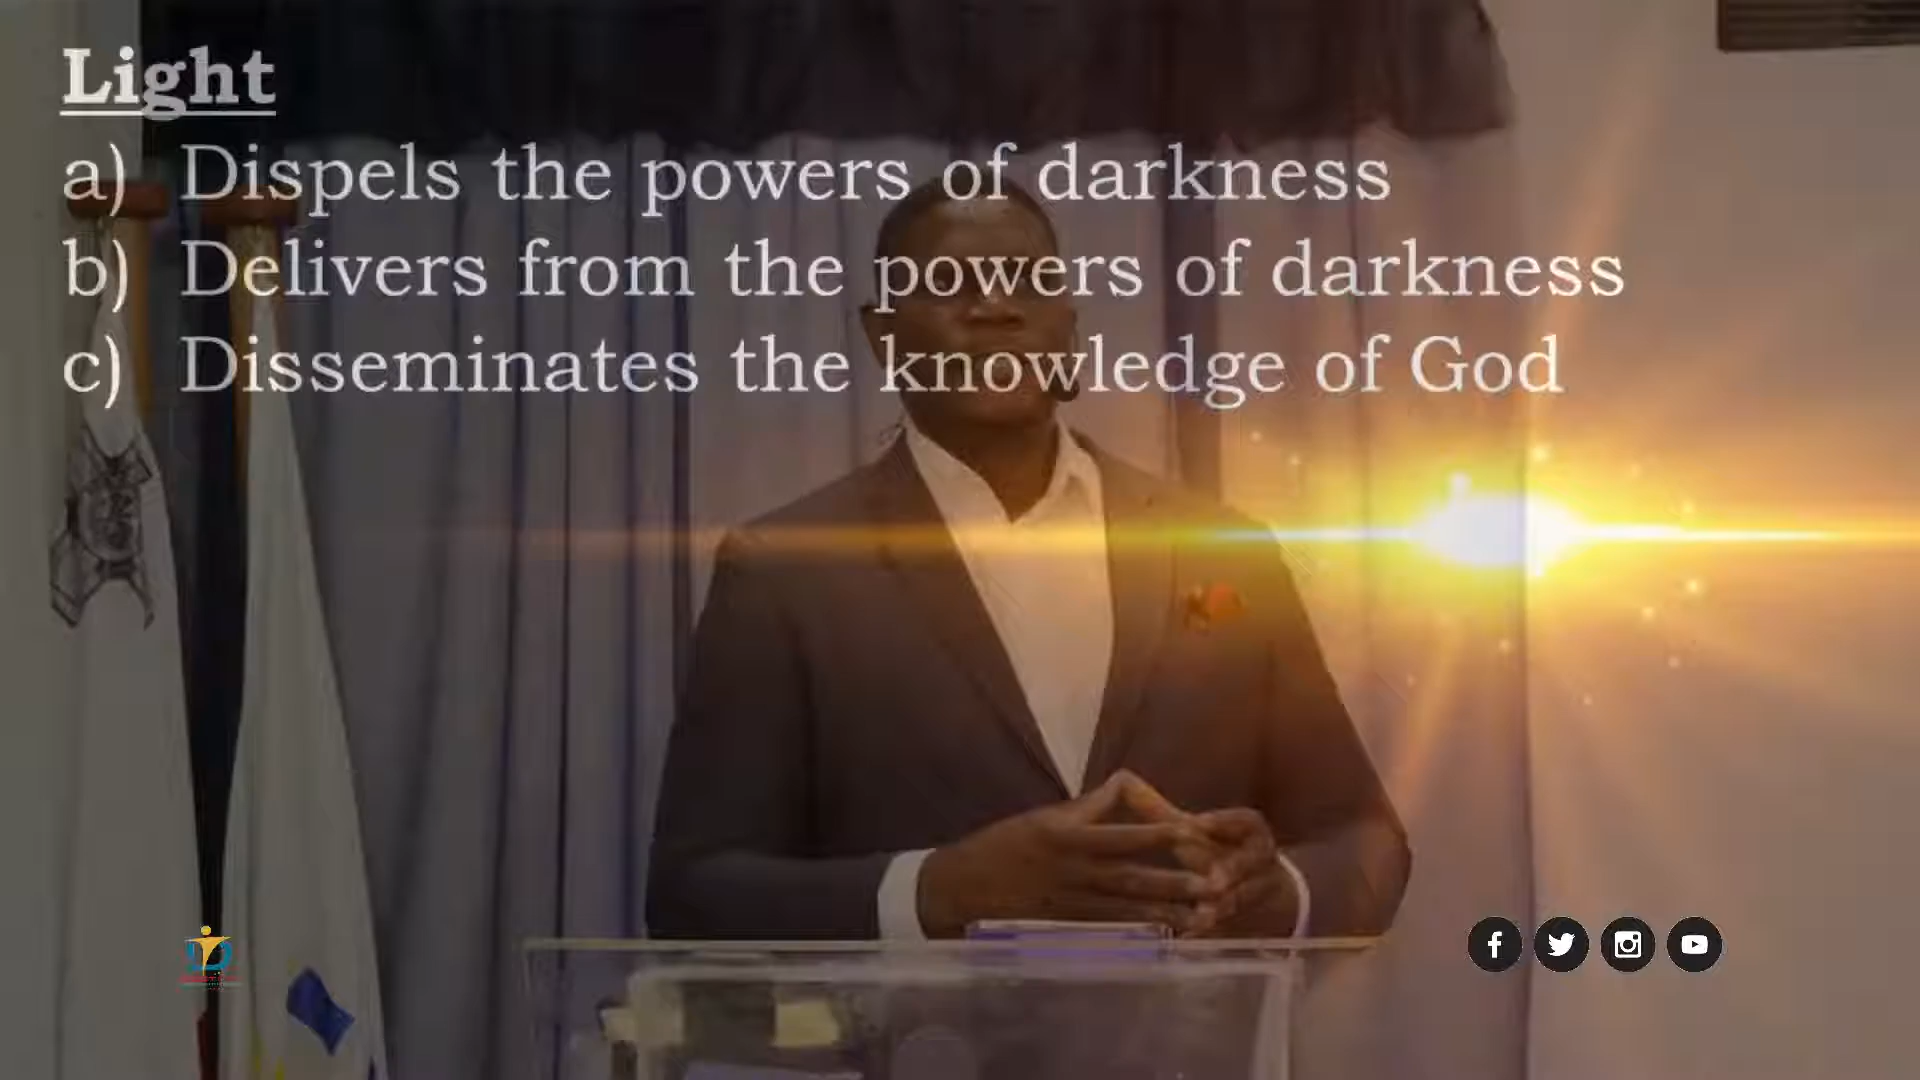 Light
a) Dispels the powers of darkness
b) Delivers from the powers of darkness
c) Disseminates the knowledge of God